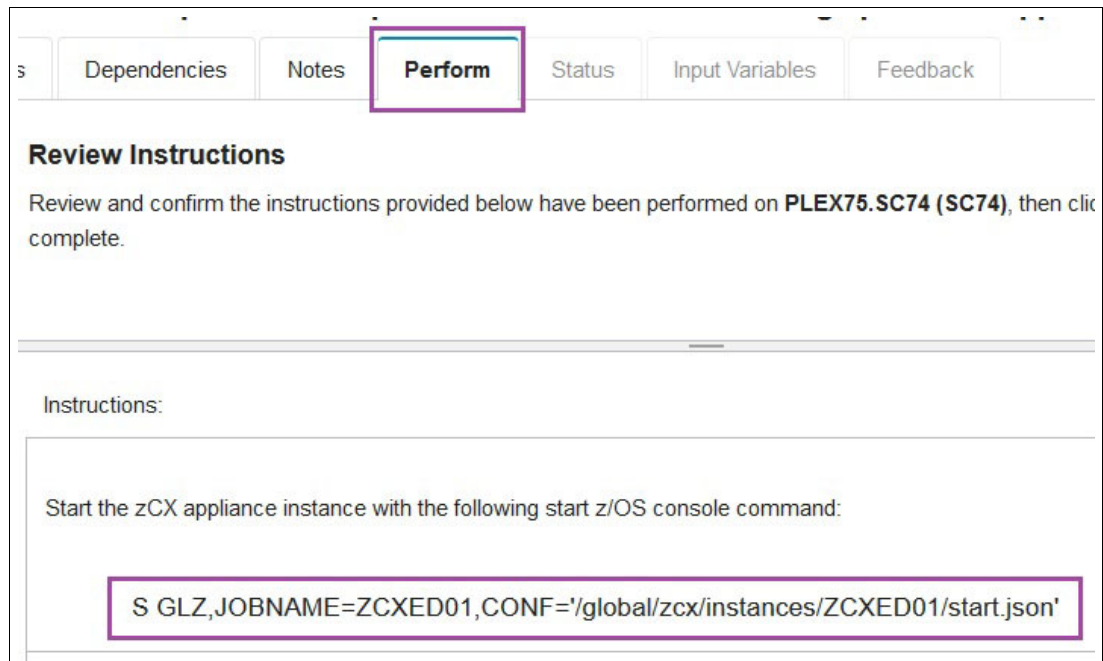 s Dependencies Notes Perform Status Input Variables Feedback
Review Instructions
Review and confirm the instructions provided below have been performed on PLEX75.SC74 (SC74), then clic
complete.
Instructions:
Start the zCX appliance instance with the following start z/OS console command:
S GLZ,JOBNAME=ZCXED01,CONF='/global/zcx/instances/ZCXED01/start.json'